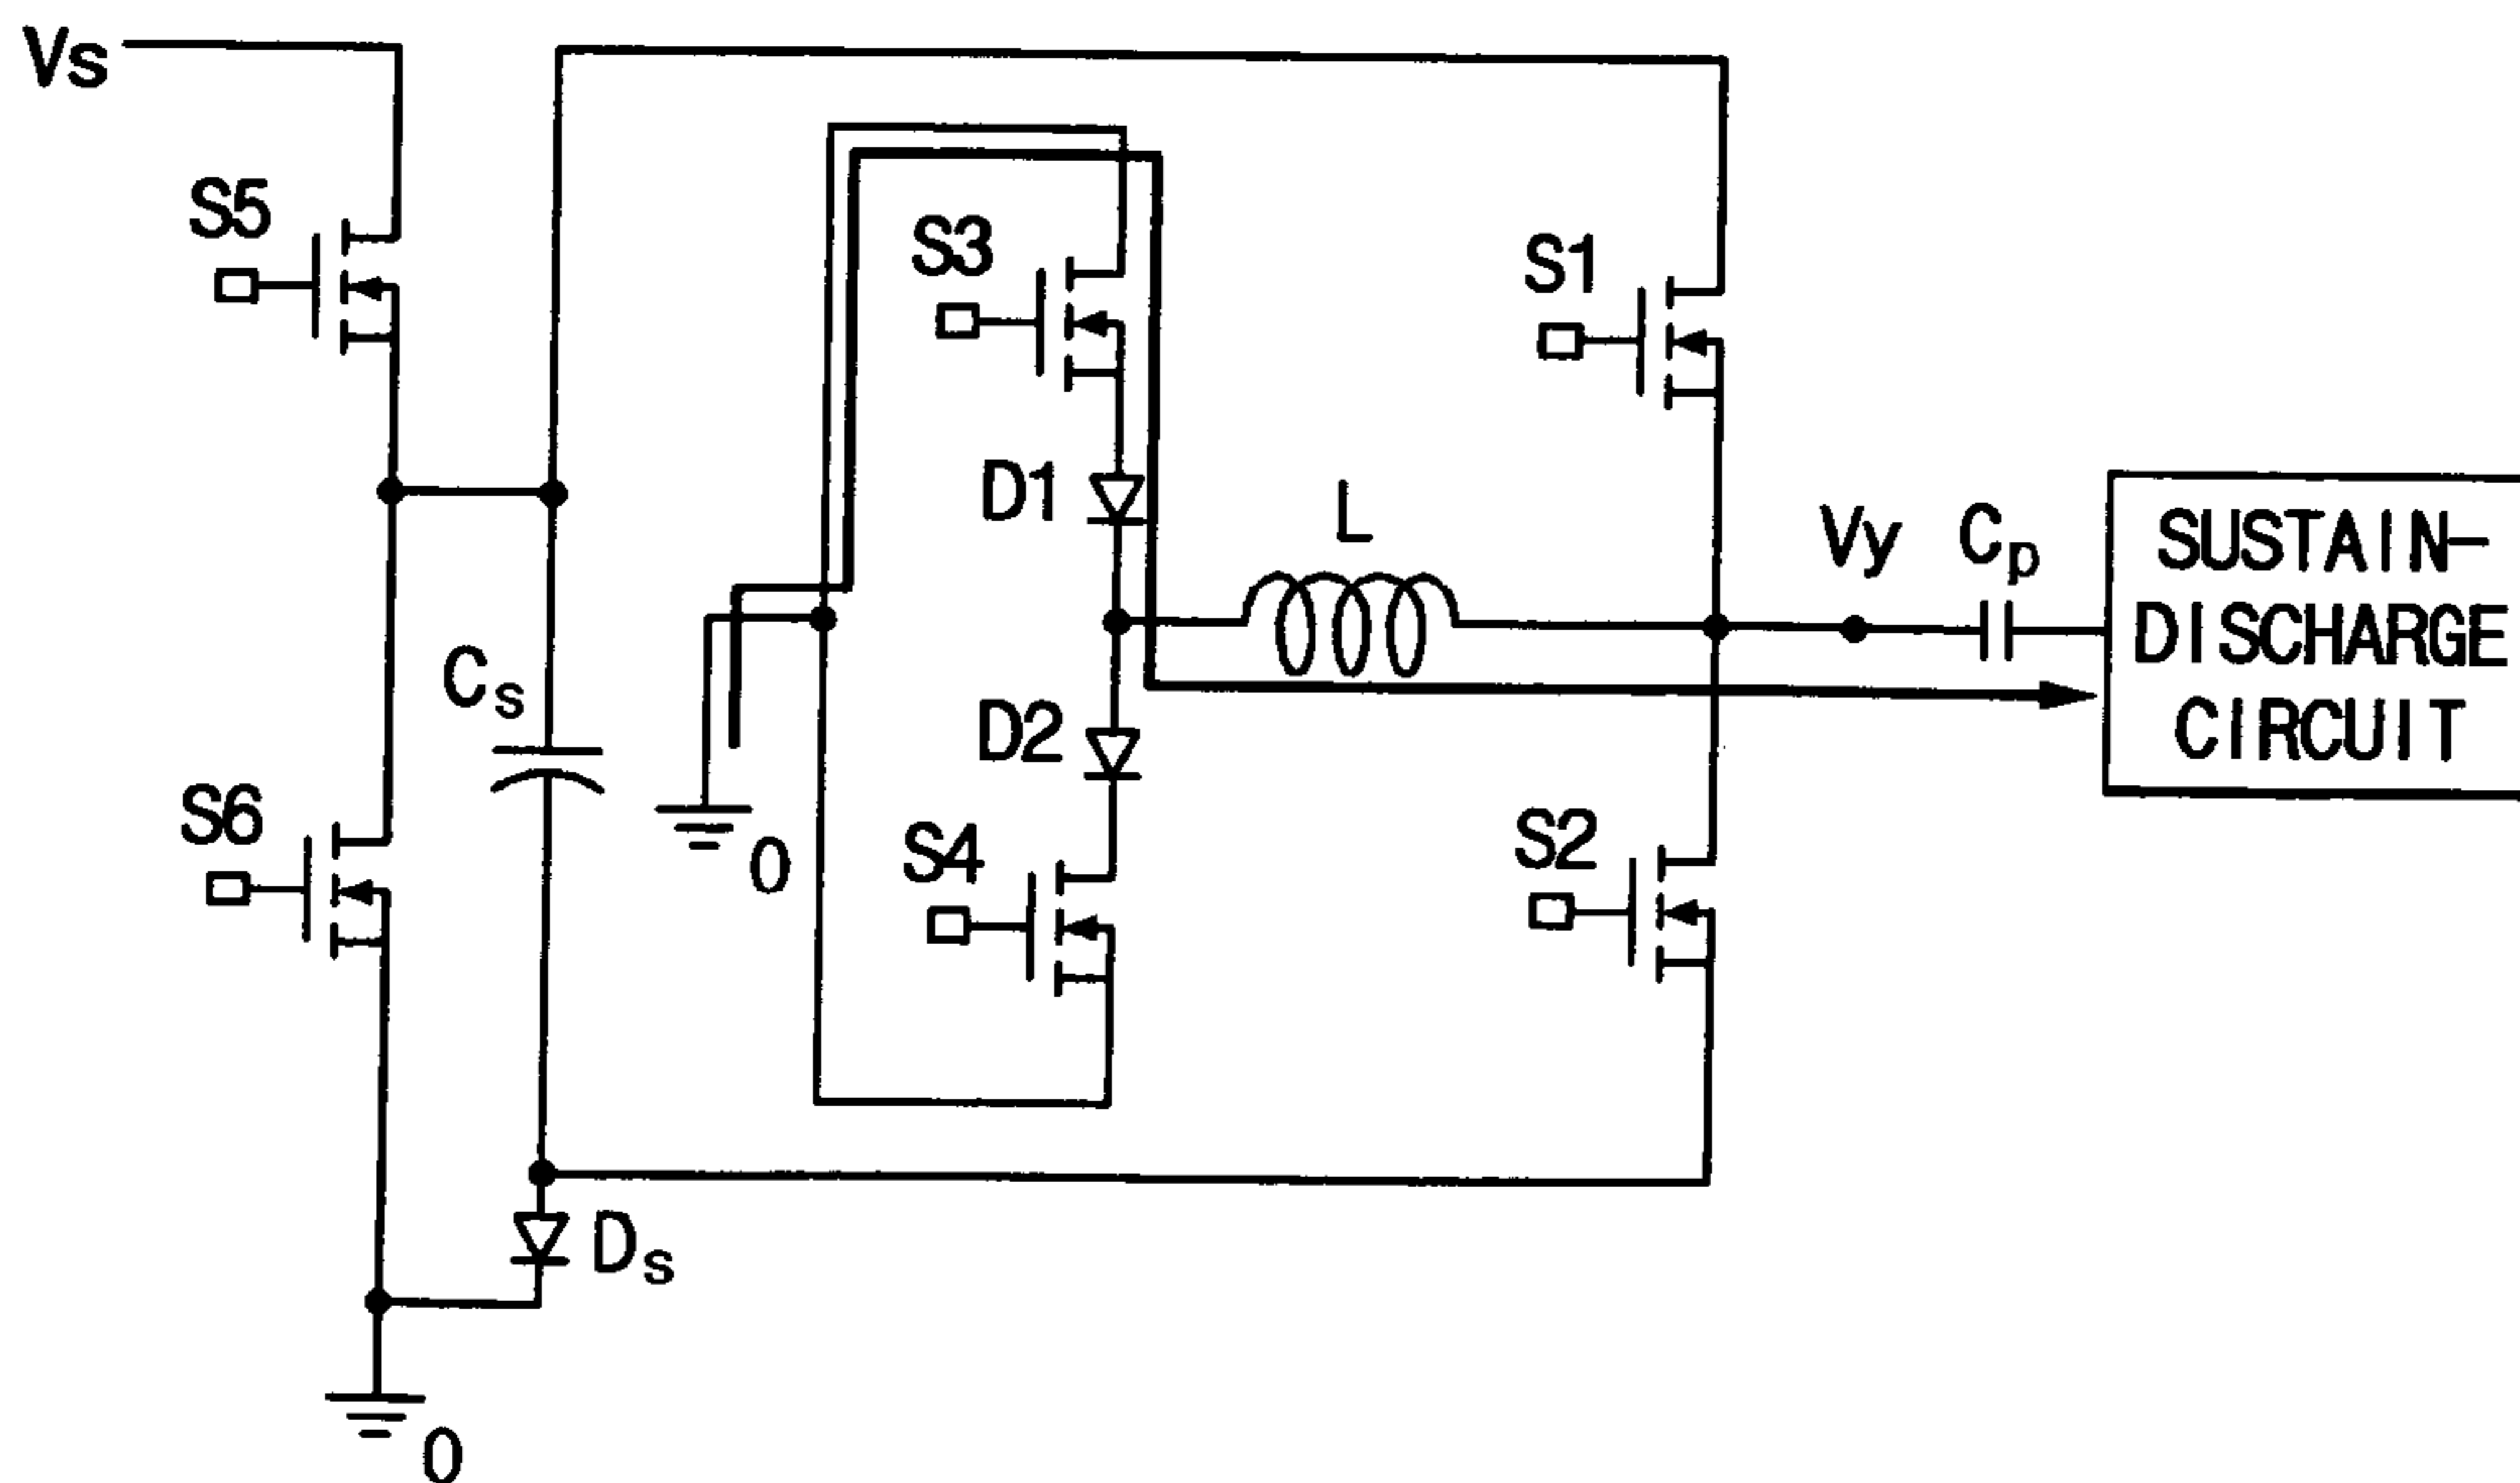 Vs
S5
S3
S1
D1
L
Vy
Cp
SUSTAIN-
DISCHARGE
CIRCUIT
Cs
D2
S6
0
S4
S2
Ds
0